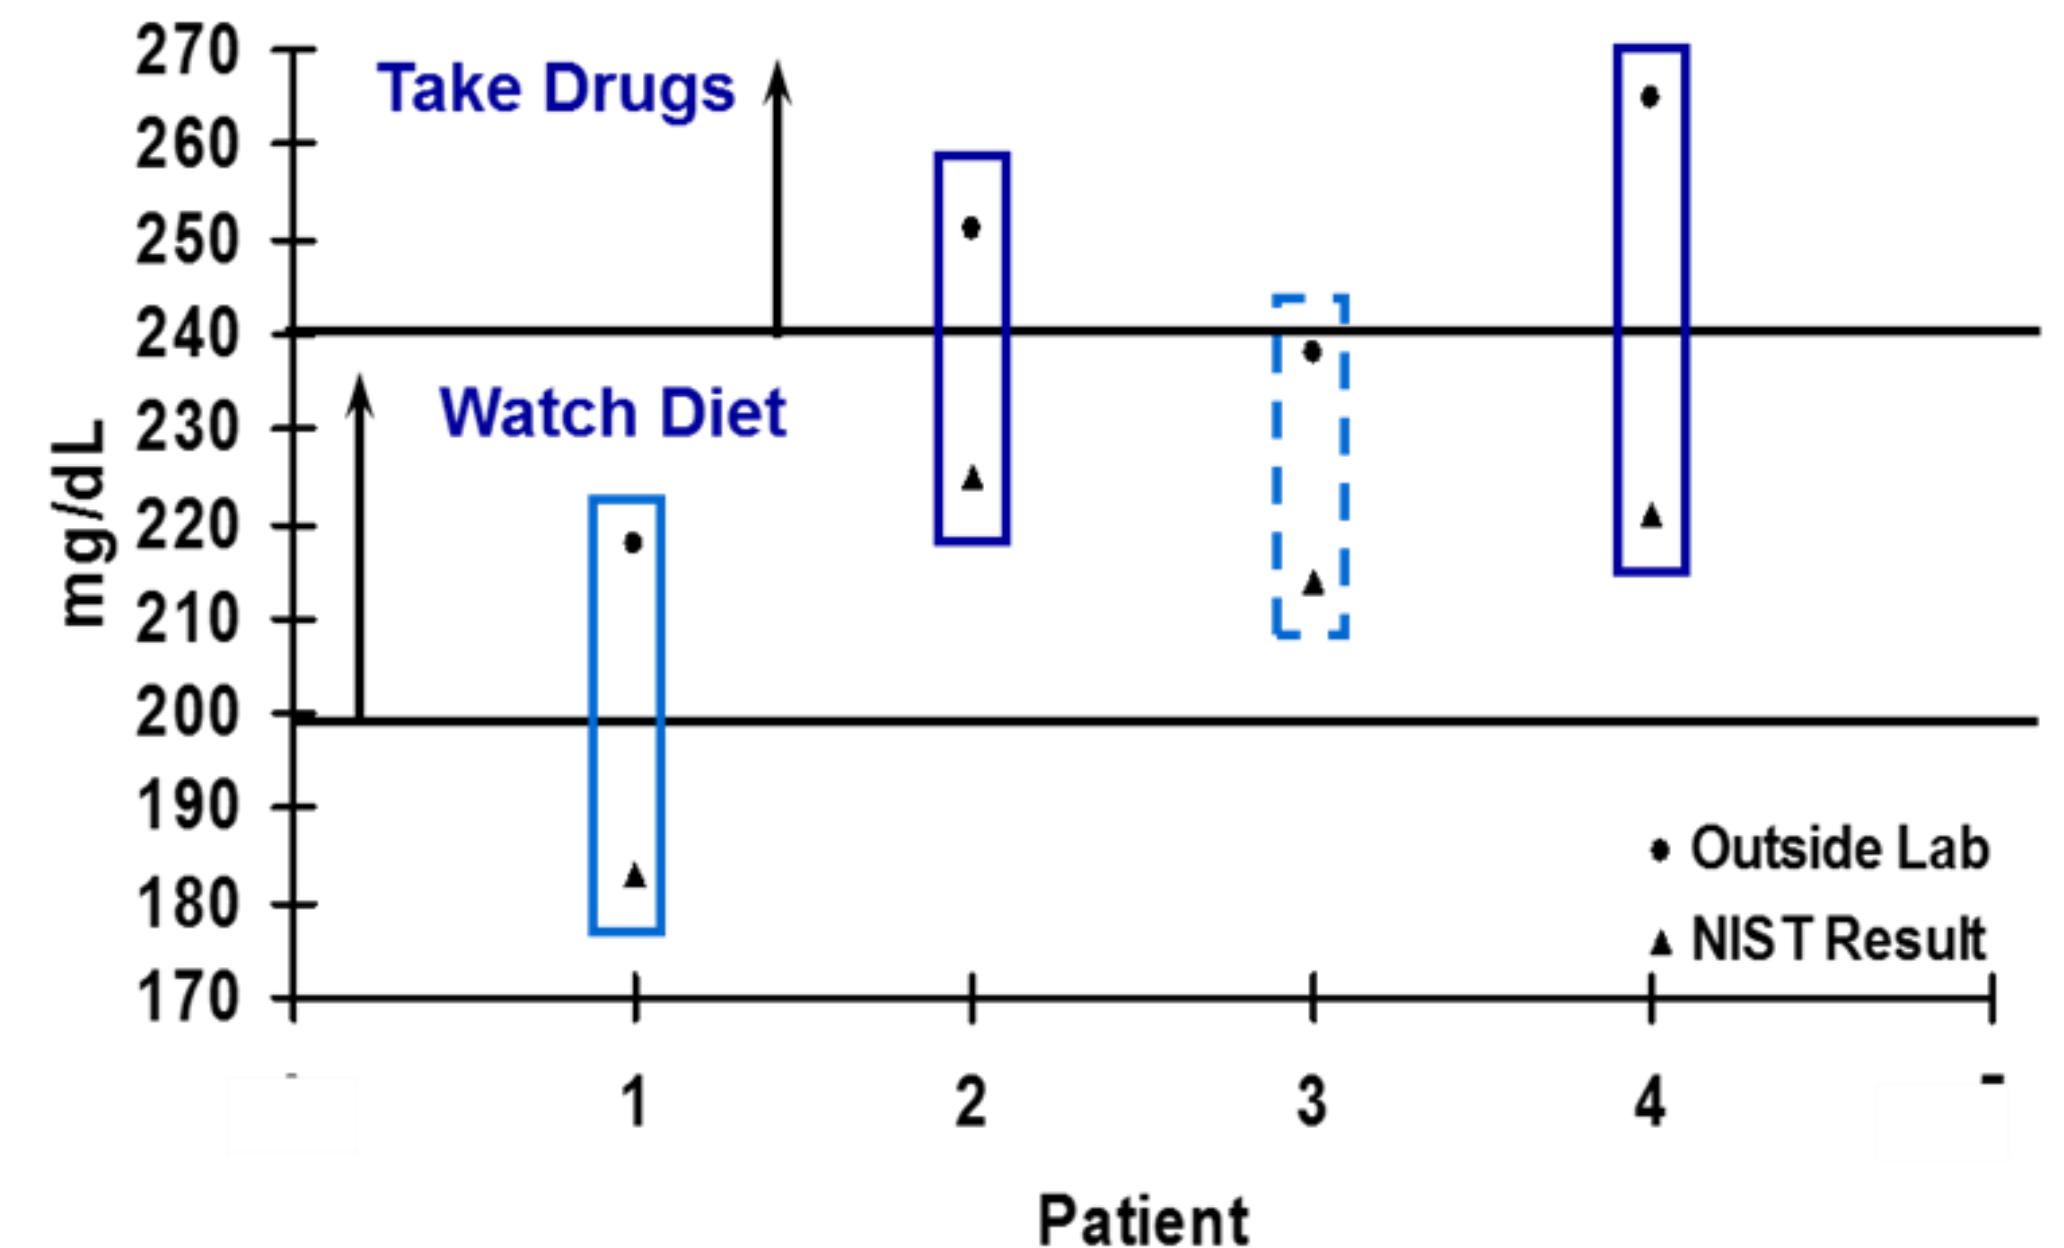 270
Take Drugs
260
250
240
Watch Diet
230
220
210
200
190
180
170
mg/dL
Outside Lab
NIST Result
1 2 3 4
Patient